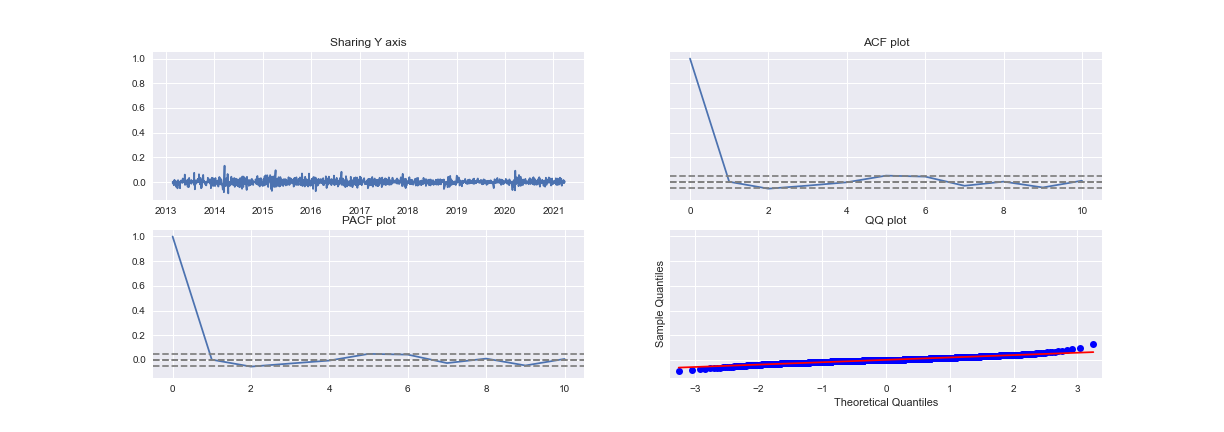 Sharing Y axis
1.0
0.8
0.6
0.4
0.2
0.0
2013 2014 2015 2016 2017 2018 2019 2020 2021
ACF plot
0 2 4 6 8 10
PACF plot
1.0
0.8
0.6
0.4
0.2
0.0
0 2 4 6 8 10
QQ plot
Sample Quantiles
−3 −2 −1 0 1 2 3
Theoretical Quantiles